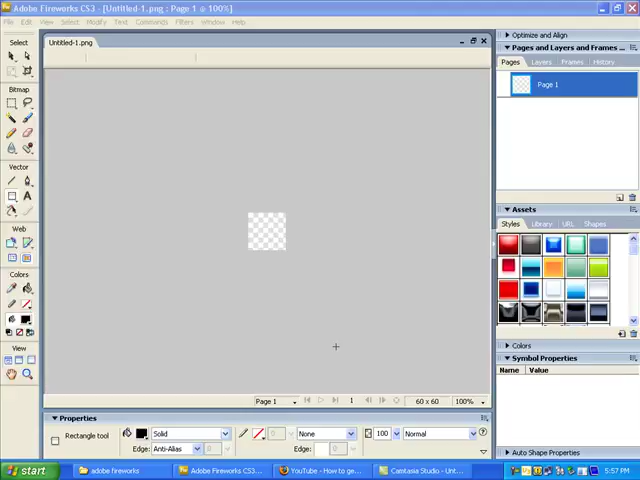 Adobe Fireworks CS3 - [Untitled-1.png : Page 1 @ 100%]
File Edit View Select Modify Text Commands Filters Window Help
Select
Bitmap
Vector
A
Web
Colors
View
Untitled-1.png
Page 1
1
60 x 60
100%
Properties
Rectangle tool
Solid
0
None
100
Normal
Edge: Anti-Alias
0
Edge:
0
Optimize and Align
Pages and Layers and Frames ...
Pages Layers Frames History
Page 1
Assets
Styles Library URL Shapes
Colors
Symbol Properties
Name Value
Auto Shape Properties
start
adobe fireworks
Adobe Fireworks CS3...
YouTube - How to ge...
Camtasia Studio - Unt...
5:57 PM